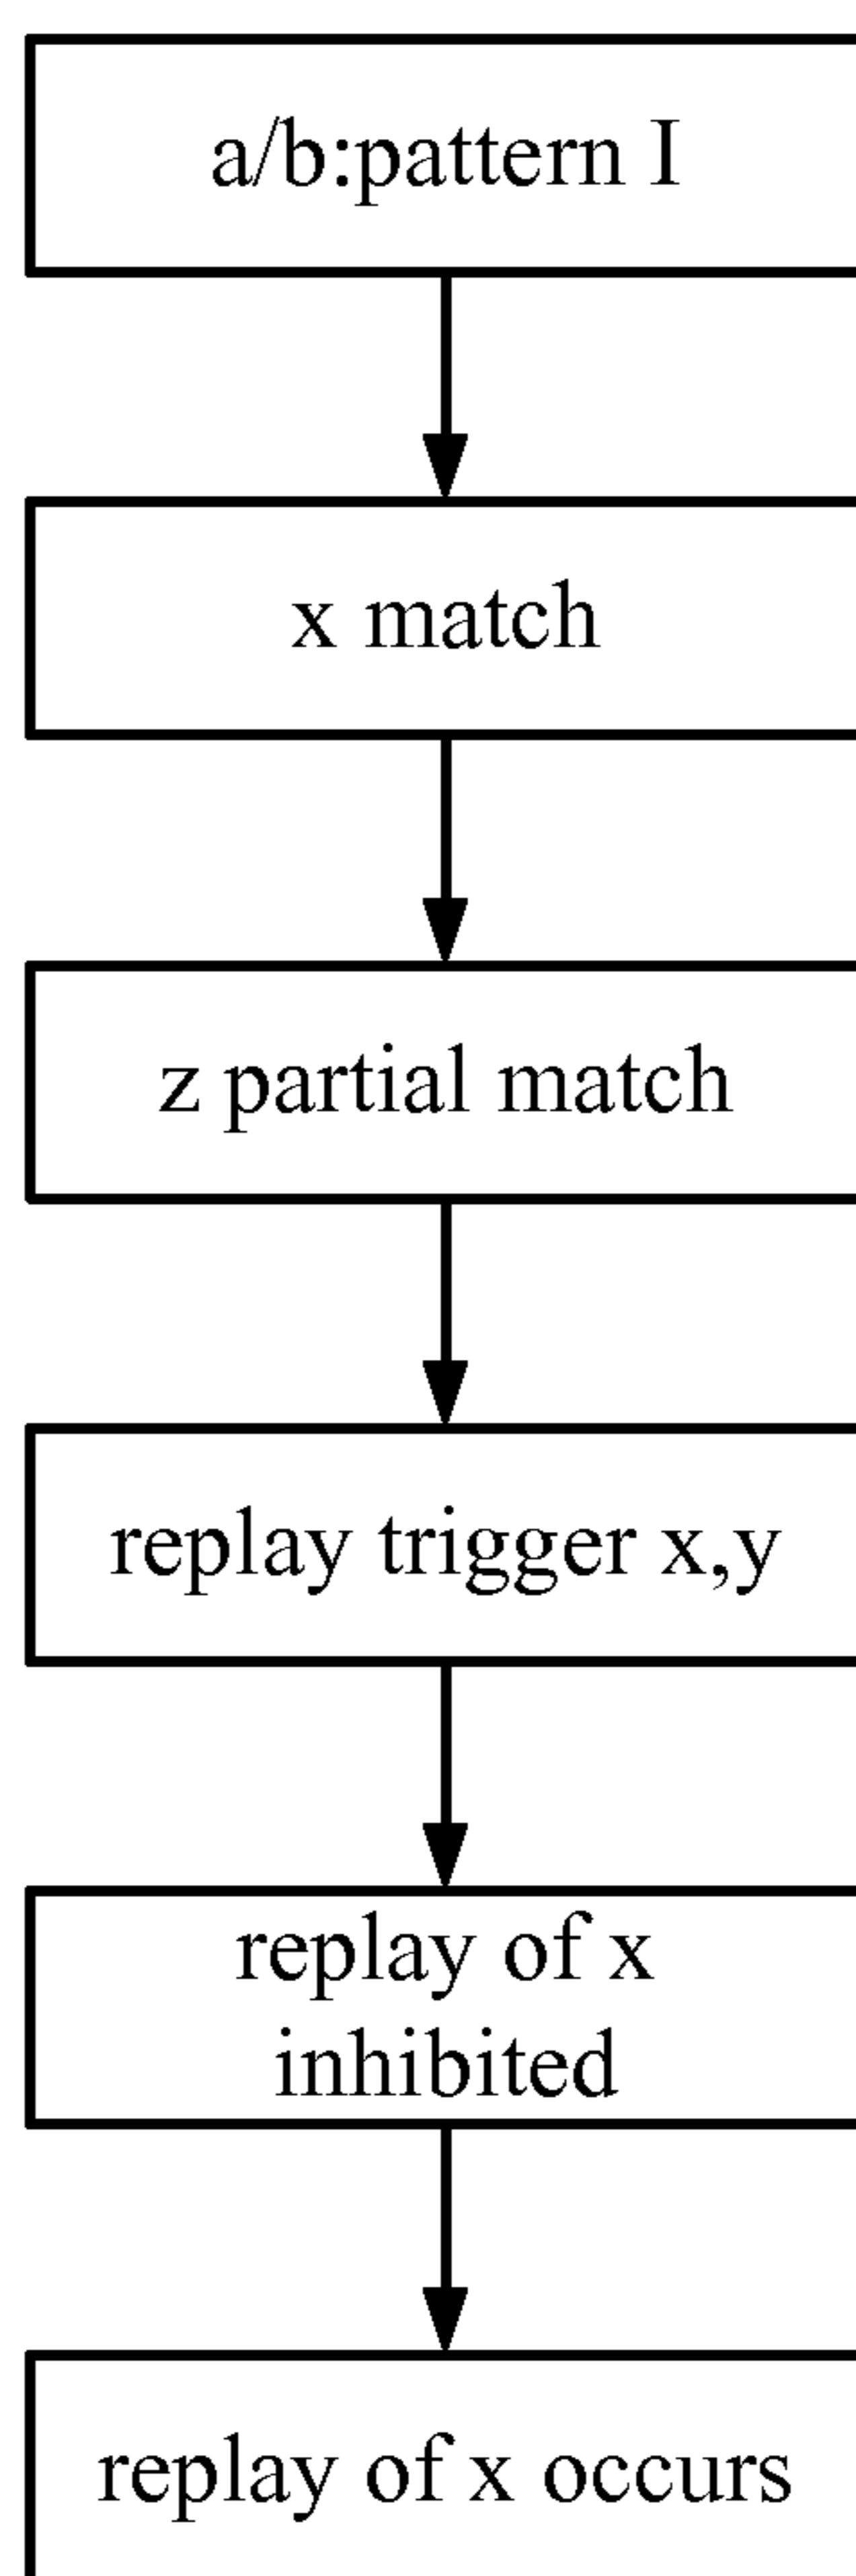 a/b:pattern I
x match
z partial match
replay trigger x,y
replay of x
inhibited
replay of x occurs